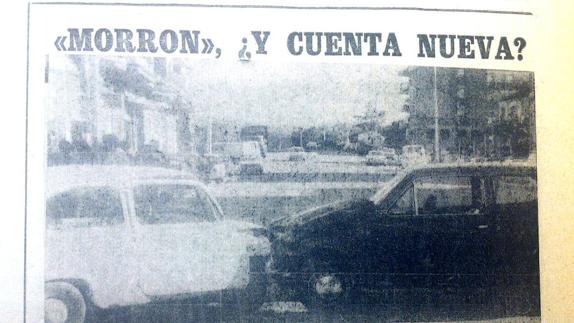 «MORRON», ¿Y CUENTA NUEVA?